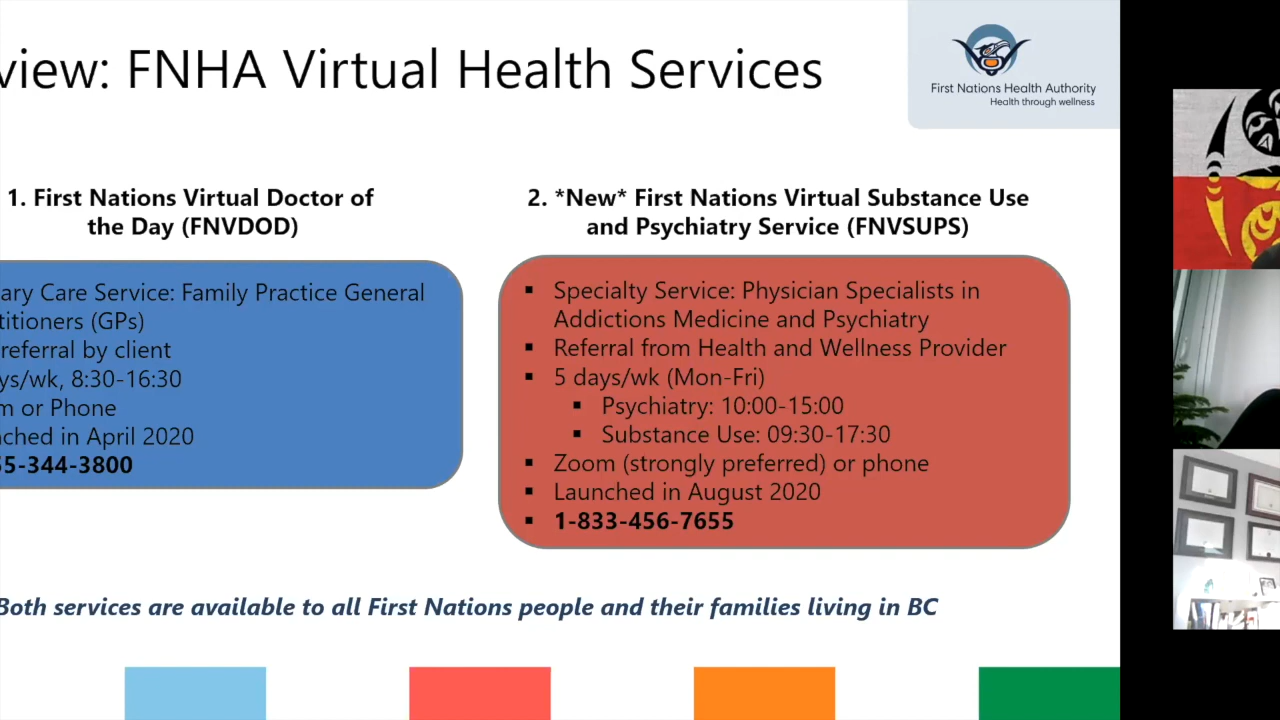 view: FNHA Virtual Health Services
First Nations Health Authority
Health through wellness
1. First Nations Virtual Doctor of
the Day (FNVDOD)
ary Care Service: Family Practice General
titioners (GPs)
referral by client
ys/wk, 8:30-16:30
m or Phone
ched in April 2020
55-344-3800
2. *New* First Nations Virtual Substance Use
and Psychiatry Service (FNVSUPS)
▪ Specialty Service: Physician Specialists in
Addictions Medicine and Psychiatry
▪ Referral from Health and Wellness Provider
▪ 5 days/wk (Mon-Fri)
▪ Psychiatry: 10:00-15:00
▪ Substance Use: 09:30-17:30
▪ Zoom (strongly preferred) or phone
▪ Launched in August 2020
▪ 1-833-456-7655
Both services are available to all First Nations people and their families living in BC